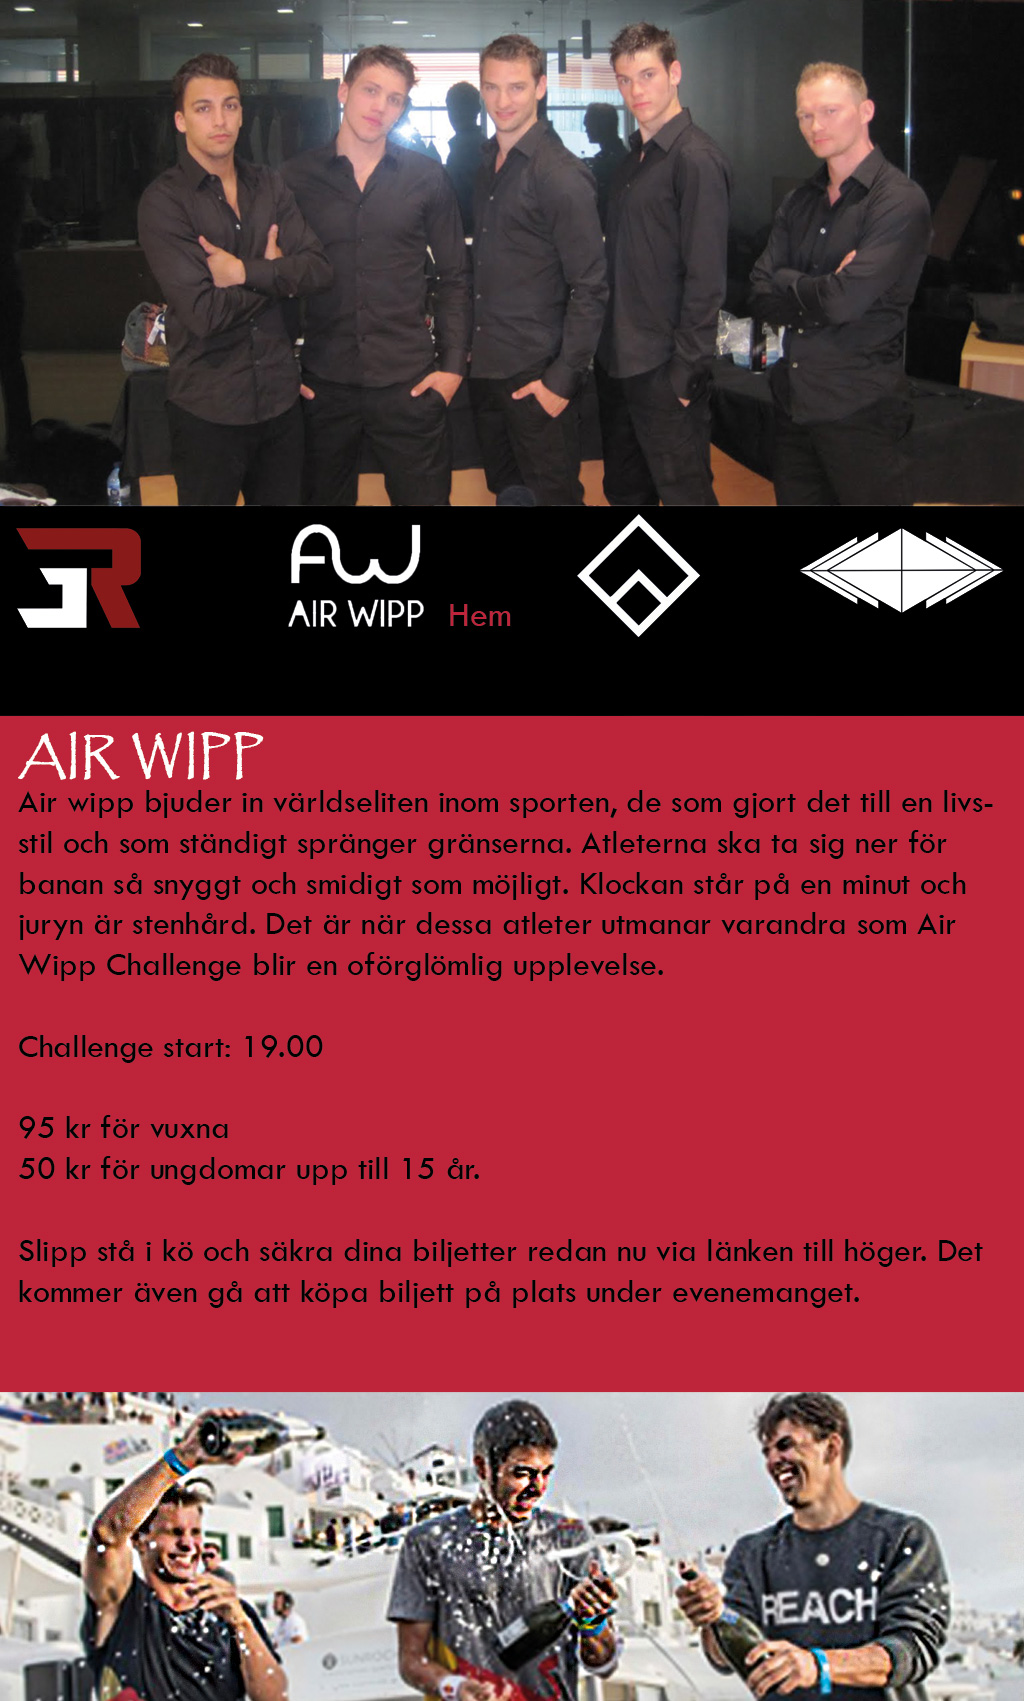 AW
AIR WIPP
Hem
AIR WIPP
Air wipp bjuder in världseliten inom sporten, de som gjort det till en livs-
stil och som ständigt spränger gränserna. Atleterna ska ta sig ner för
banan så snyggt och smidigt som möjligt. Klockan står på en minut och
juryn är stenhård. Det är när dessa atleter utmanar varandra som Air
Wipp Challenge blir en oförglömlig upplevelse.
Challenge start: 19.00
95 kr för vuxna
50 kr för ungdomar upp till 15 år.
Slipp stå i kö och säkra dina biljetter redan nu via länken till höger. Det
kommer även gå att köpa biljett på plats under evenemanget.
REACH